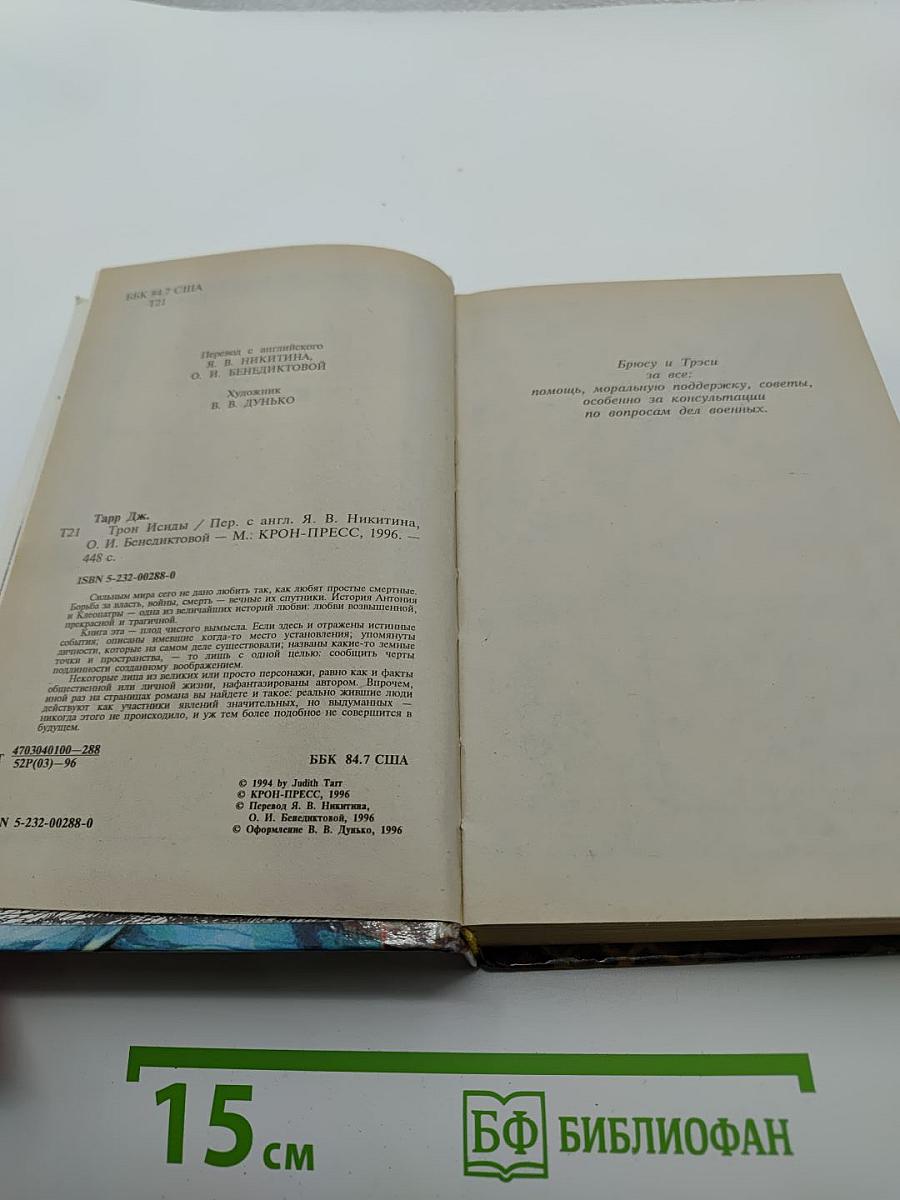 ББК 84.7 США
Т21
Перевод с английского
Я. В. НИКИТИНА,
О. И. БЕНЕДИКТОВОЙ
Художник
В. В. ДУНЬКО
Тарр Дж.
Т21 Трон Исиды / Пер. с англ. Я. В. Никитина,
О. И. Бенедиктовой — М.: КРОН-ПРЕСС, 1996. —
448 с.
ISBN 5-232-00288-0
Сильным мира сего не дано любить так, как любят простые смертные.
Борьба за власть, войны, смерть — вечные их спутники. История Антония
и Клеопатры — одна из величайших историй любви: любви возвышенной,
прекрасной и трагичной.
Книга эта — плод чистого вымысла. Если здесь и отражены истинные
события; описаны имевшие когда-то место установления; упомянуты
личности, которые на самом деле существовали; названы какие-то земные
точки и пространства, — то лишь с одной целью: сообщить черты
подлинности созданному воображением.
Некоторые лица из великих или просто персонажи, равно как и факты
общественной или личной жизни, нафантазированы автором. Впрочем,
иной раз на страницах романа вы найдете и такое: реально жившие люди
действуют как участники явлений значительных, но выдуманных —
никогда этого не происходило, и уж тем более подобное не совершится в
будущем.
4703040100—288
52Р(03)—96
ББК 84.7 США
© 1994 by Judith Tarr
© КРОН-ПРЕСС, 1996
© Перевод Я. В. Никитина,
О. И. Бенедиктовой, 1996
N 5-232-00288-0
© Оформление В. В. Дунько, 1996
Брюсу и Трэси
за все:
помощь, моральную поддержку, советы,
особенно за консультации
по вопросам дел военных.
15 см
БФ БИБЛИОФАН